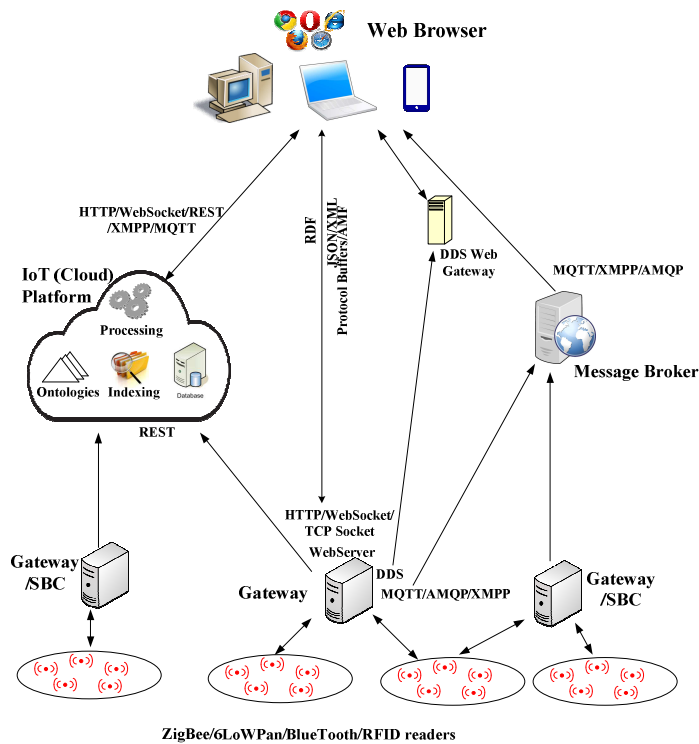 Web Browser
HTTP/WebSocket/REST
/XMPP/MQTT
RDF
JSON/XML
Protocol Buffers/AMF
DDS Web
Gateway
MQTT/XMPP/AMQP
IoT (Cloud)
Platform
Processing
Ontologies
Indexing
Database
Message Broker
REST
HTTP/WebSocket/
TCP Socket
WebServer
Gateway
/SBC
Gateway
DDS
MQTT/AMQP/XMPP
Gateway
/SBC
ZigBee/6LoWPan/BlueTooth/RFID readers